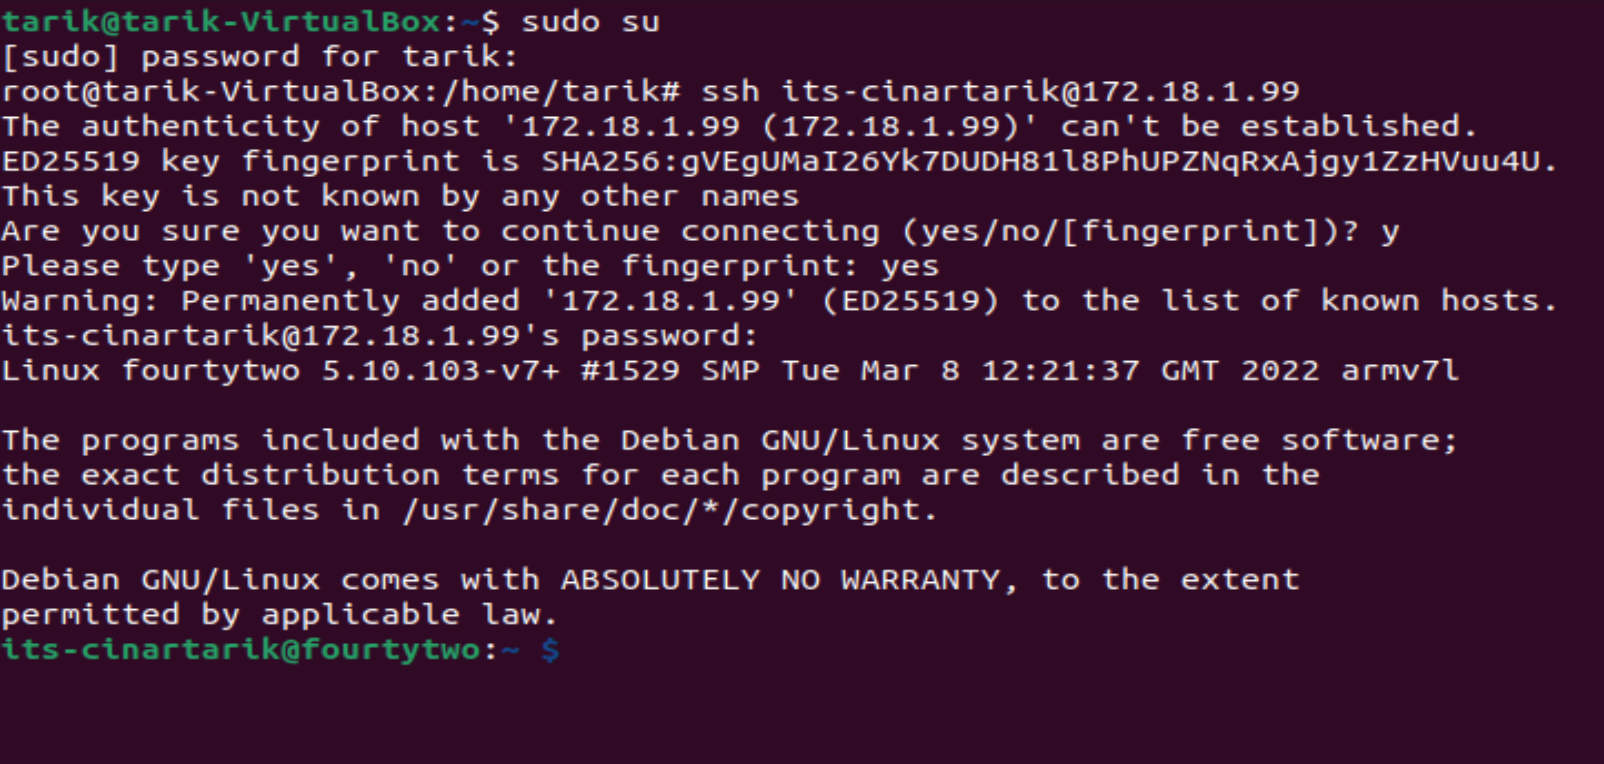 tarik@tarik-VirtualBox:~$ sudo su
[sudo] password for tarik:
root@tarik-VirtualBox:/home/tarik# ssh its-cinartarik@172.18.1.99
The authenticity of host '172.18.1.99 (172.18.1.99)' can't be established.
ED25519 key fingerprint is SHA256:gVEgUMaI26Yk7DUDH81l8PhUPZNqRxAjgy1ZzHVuu4U.
This key is not known by any other names
Are you sure you want to continue connecting (yes/no/[fingerprint])? y
Please type 'yes', 'no' or the fingerprint: yes
Warning: Permanently added '172.18.1.99' (ED25519) to the list of known hosts.
its-cinartarik@172.18.1.99's password:
Linux fourtytwo 5.10.103-v7+ #1529 SMP Tue Mar 8 12:21:37 GMT 2022 armv7l
The programs included with the Debian GNU/Linux system are free software;
the exact distribution terms for each program are described in the
individual files in /usr/share/doc/*/copyright.
Debian GNU/Linux comes with ABSOLUTELY NO WARRANTY, to the extent
permitted by applicable law.
its-cinartarik@fourtytwo:~ $